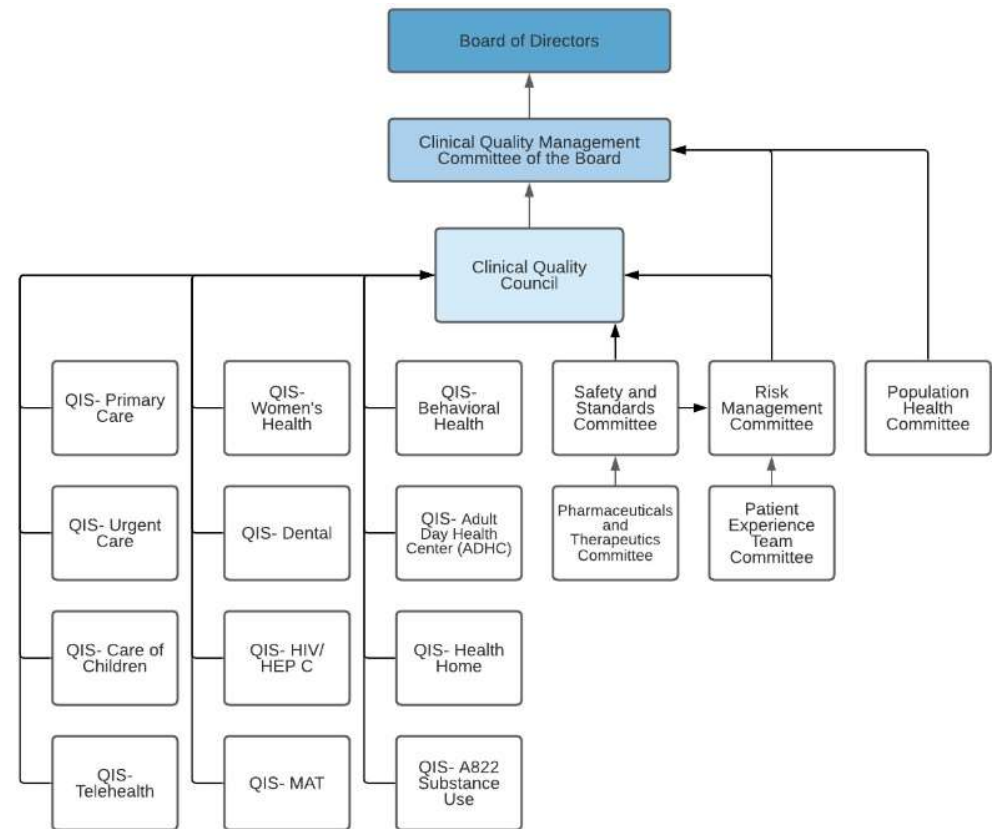 Board of Directors
Clinical Quality Management
Committee of the Board
Clinical Quality
Council
QIS- Primary
Care
QIS-
Women's
Health
QIS-
Behavioral
Health
Safety and
Standards
Committee
Risk
Management
Committee
Population
Health
Committee
QIS- Urgent
Care
QIS- Dental
QIS- Adult
Day Health
Center (ADHC)
Pharmaceuticals
and
Therapeutics
Committee
Patient
Experience
Team
Committee
QIS- Care of
Children
QIS- HIV/
HEP C
QIS- Health
Home
QIS-
Telehealth
QIS- MAT
QIS- A822
Substance
Use